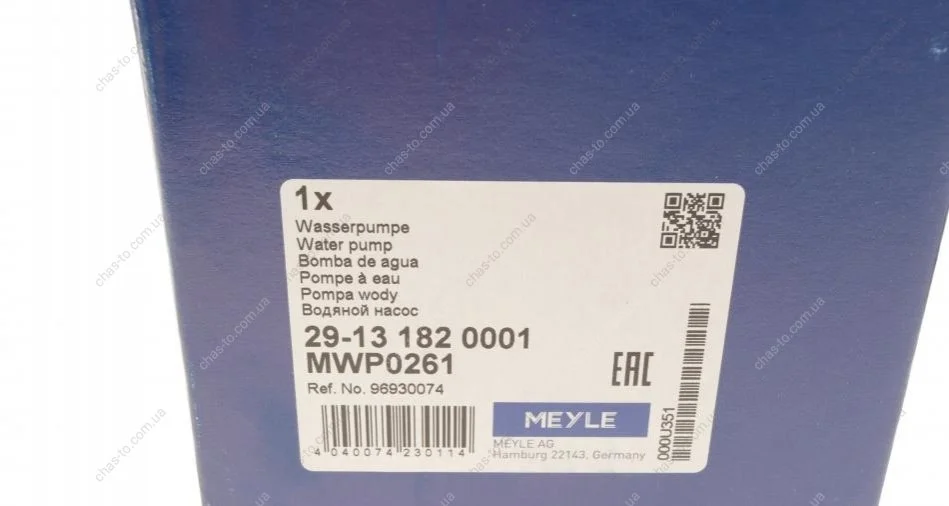 1x
Wasserpumpe
Water pump
Bomba de agua
Pompe à eau
Pompa wody
Водяной насос
29-13 182 0001
MWP0261
Ref. No. 96930074
4 040074 230114
EAC
MEYLE
MEYLE AG
Hamburg 22143, Germany
000U351
chas-to.com.ua